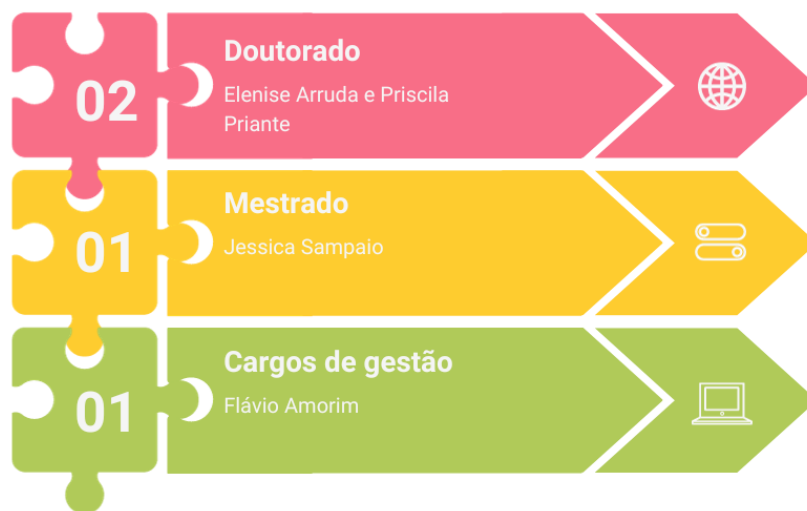 02
Doutorado
Elenise Arruda e Priscila
Priante
01
Mestrado
Jessica Sampaio
01
Cargos de gestão
Flávio Amorim